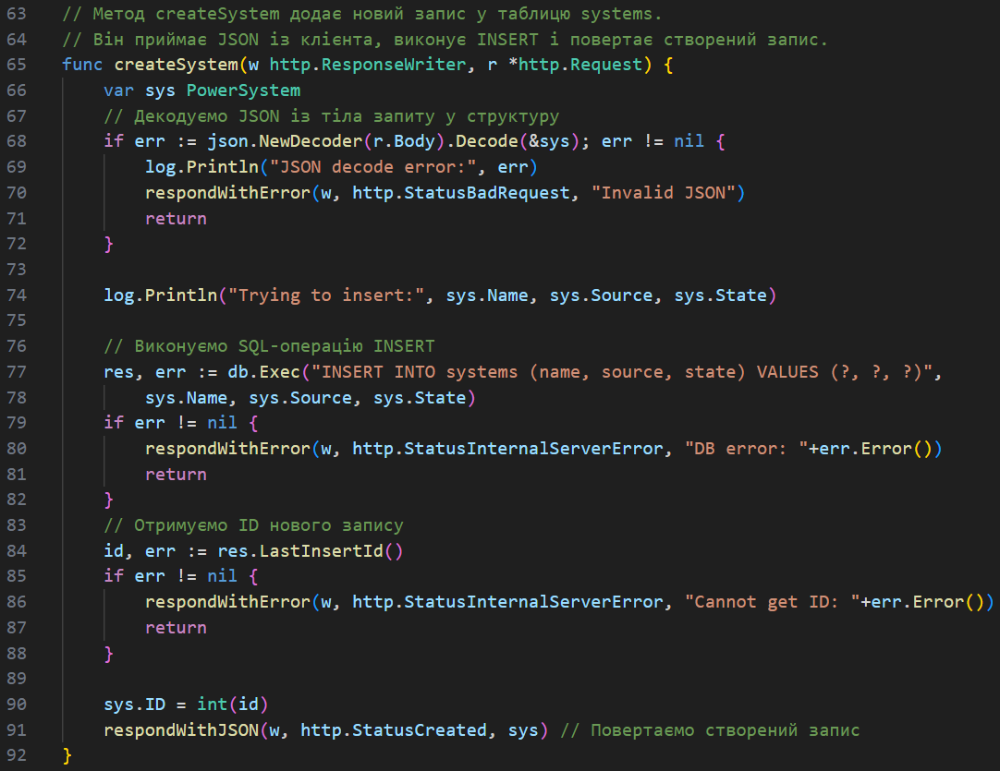 63 // Метод createSystem додає новий запис у таблицю systems.
64 // Він приймає JSON із клієнта, виконує INSERT і повертає створений запис.
65 func createSystem(w http.ResponseWriter, r *http.Request) {
66     var sys PowerSystem
67     // Декодуємо JSON із тіла запиту у структуру
68     if err := json.NewDecoder(r.Body).Decode(&sys); err != nil {
69         log.Println("JSON decode error:", err)
70         respondWithError(w, http.StatusBadRequest, "Invalid JSON")
71         return
72     }
73
74     log.Println("Trying to insert:", sys.Name, sys.Source, sys.State)
75
76     // Виконуємо SQL-операцію INSERT
77     res, err := db.Exec("INSERT INTO systems (name, source, state) VALUES (?, ?, ?)",
78         sys.Name, sys.Source, sys.State)
79     if err != nil {
80         respondWithError(w, http.StatusInternalServerError, "DB error: "+err.Error())
81         return
82     }
83     // Отримуємо ID нового запису
84     id, err := res.LastInsertId()
85     if err != nil {
86         respondWithError(w, http.StatusInternalServerError, "Cannot get ID: "+err.Error())
87         return
88     }
89
90     sys.ID = int(id)
91     respondWithJSON(w, http.StatusCreated, sys) // Повертаємо створений запис
92 }